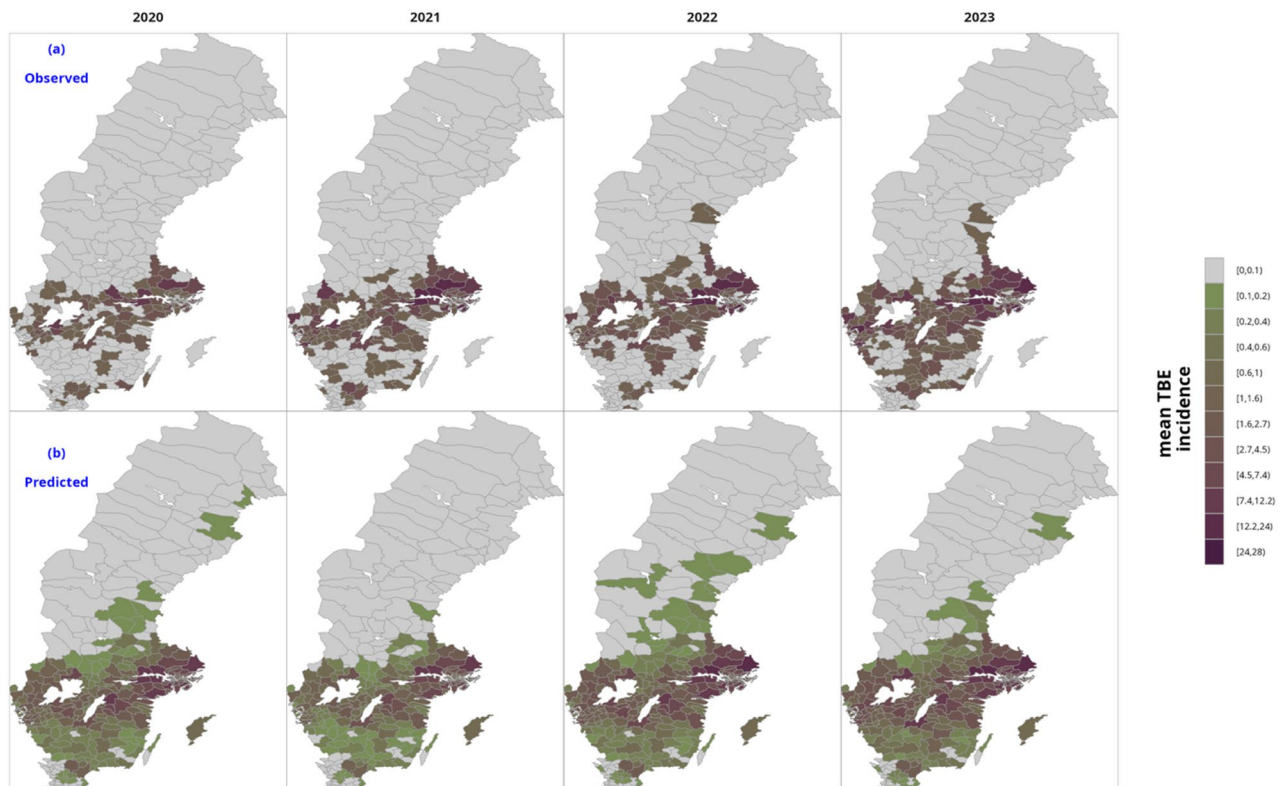 2020
2021
2022
2023
(a)
Observed
(b)
Predicted
mean TBE
incidence
[0,0.1)
[0.1,0.2)
[0.2,0.4)
[0.4,0.6)
[0.6,1)
[1,1.6)
[1.6,2.7)
[2.7,4.5)
[4.5,7.4)
[7.4,12.2)
[12.2,24)
[24,28)